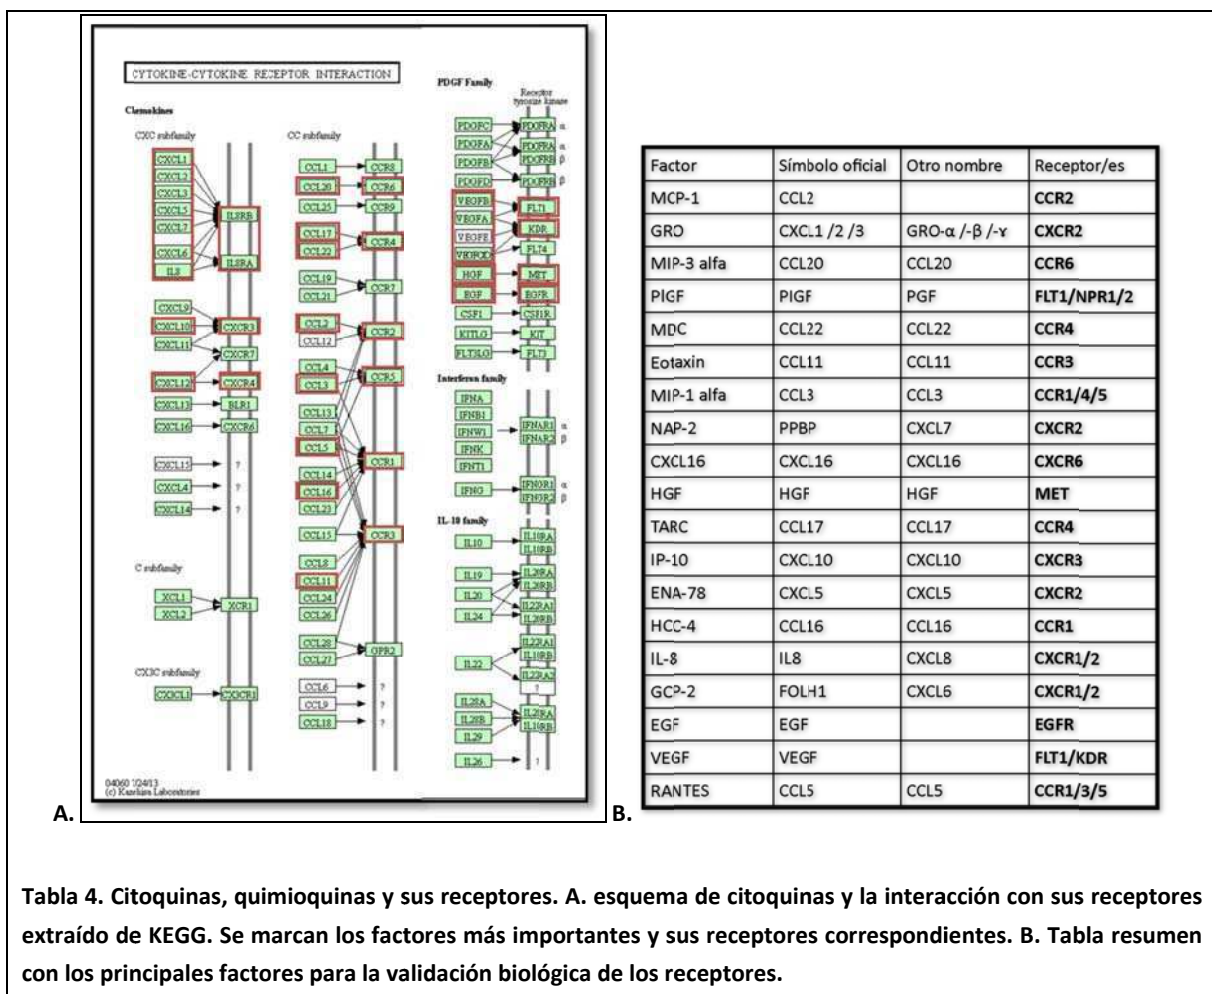 CYTOKINE-CYTOKINE RECEPTOR INTERACTION
Chemokines
CXC subfamily
CXCL1
CXCL2
CXCL3
CXCL5
CXCL7
CXCL6
IL8
IL8RB
IL8RA
CXCL9
CXCL10
CXCL11
CXCR3
CXCR7
CXCL12
CXCR4
CXCL13
BLR1
CXCL16
CXCR6
CXCL15
?
CXCL4
?
CXCL14
?
C subfamily
XCL1
XCL2
XCR1
CX3C subfamily
CX3CL1
CX3CR1
CC subfamily
CCL1
CCR8
CCL20
CCR6
CCL25
CCR9
CCL17
CCL22
CCR4
CCL19
CCL21
CCR7
CCL2
CCL12
CCR2
CCL4
CCL3
CCR5
CCL13
CCL7
CCL5
CCL14
CCR1
CCL16
CCL23
CCL15
CCR3
CCL8
CCL11
CCL24
CCL26
CCL28
CCL27
GPR2
CCL6
?
CCL9
?
CCL18
?
PDGF Family
Receptor
tyrosine kinase
PDGFC
PDGFRA α
PDGFA
PDGFRA α
PDGFB
PDGFRB β
PDGFD
PDGFRB β
VEGFB
FLT1
VEGFA
KDR
VEGFE
FLT4
HGF
MET
EGF
EGFR
CSF1
CSF1R
KITLG
KIT
FLT3LG
FLT3
Interferon family
IFNA
IFNB1
IFNW1
IFNK
IFNT1
IFNAR1 α
IFNAR2 β
IFNG
IFNGR1 α
IFNGR2 β
IL-10 family
IL10
IL10RA
IL10RB
IL19
IL20
IL24
IL20RA
IL20RB
IL22RA1
IL20RB
IL22
IL22RA1
IL10RB
IL22RA2
?
IL28A
IL28B
IL29
IL28RA
IL10RB
IL26
?
(c) Kanehisa Laboratories
A.
Factor Símbolo oficial Otro nombre Receptor/es
MCP-1 CCL2 CCR2
GRO CXCL1 /2 /3 GRO-α /-β /-γ CXCR2
MIP-3 alfa CCL20 CCL20 CCR6
PlGF PIGF PGF FLT1/NPR1/2
MDC CCL22 CCL22 CCR4
Eotaxin CCL11 CCL11 CCR3
MIP-1 alfa CCL3 CCL3 CCR1/4/5
NAP-2 PPBP CXCL7 CXCR2
CXCL16 CXCL16 CXCL16 CXCR6
HGF HGF HGF MET
TARC CCL17 CCL17 CCR4
IP-10 CXCL10 CXCL10 CXCR3
ENA-78 CXCL5 CXCL5 CXCR2
HCC-4 CCL16 CCL16 CCR1
IL-8 IL8 CXCL8 CXCR1/2
GCP-2 FOLH1 CXCL6 CXCR1/2
EGF EGF EGFR
VEGF VEGF FLT1/KDR
RANTES CCL5 CCL5 CCR1/3/5
B.
Tabla 4. Citoquinas, quimioquinas y sus receptores. A. esquema de citoquinas y la interacción con sus receptores
extraído de KEGG. Se marcan los factores más importantes y sus receptores correspondientes. B. Tabla resumen
con los principales factores para la validación biológica de los receptores.